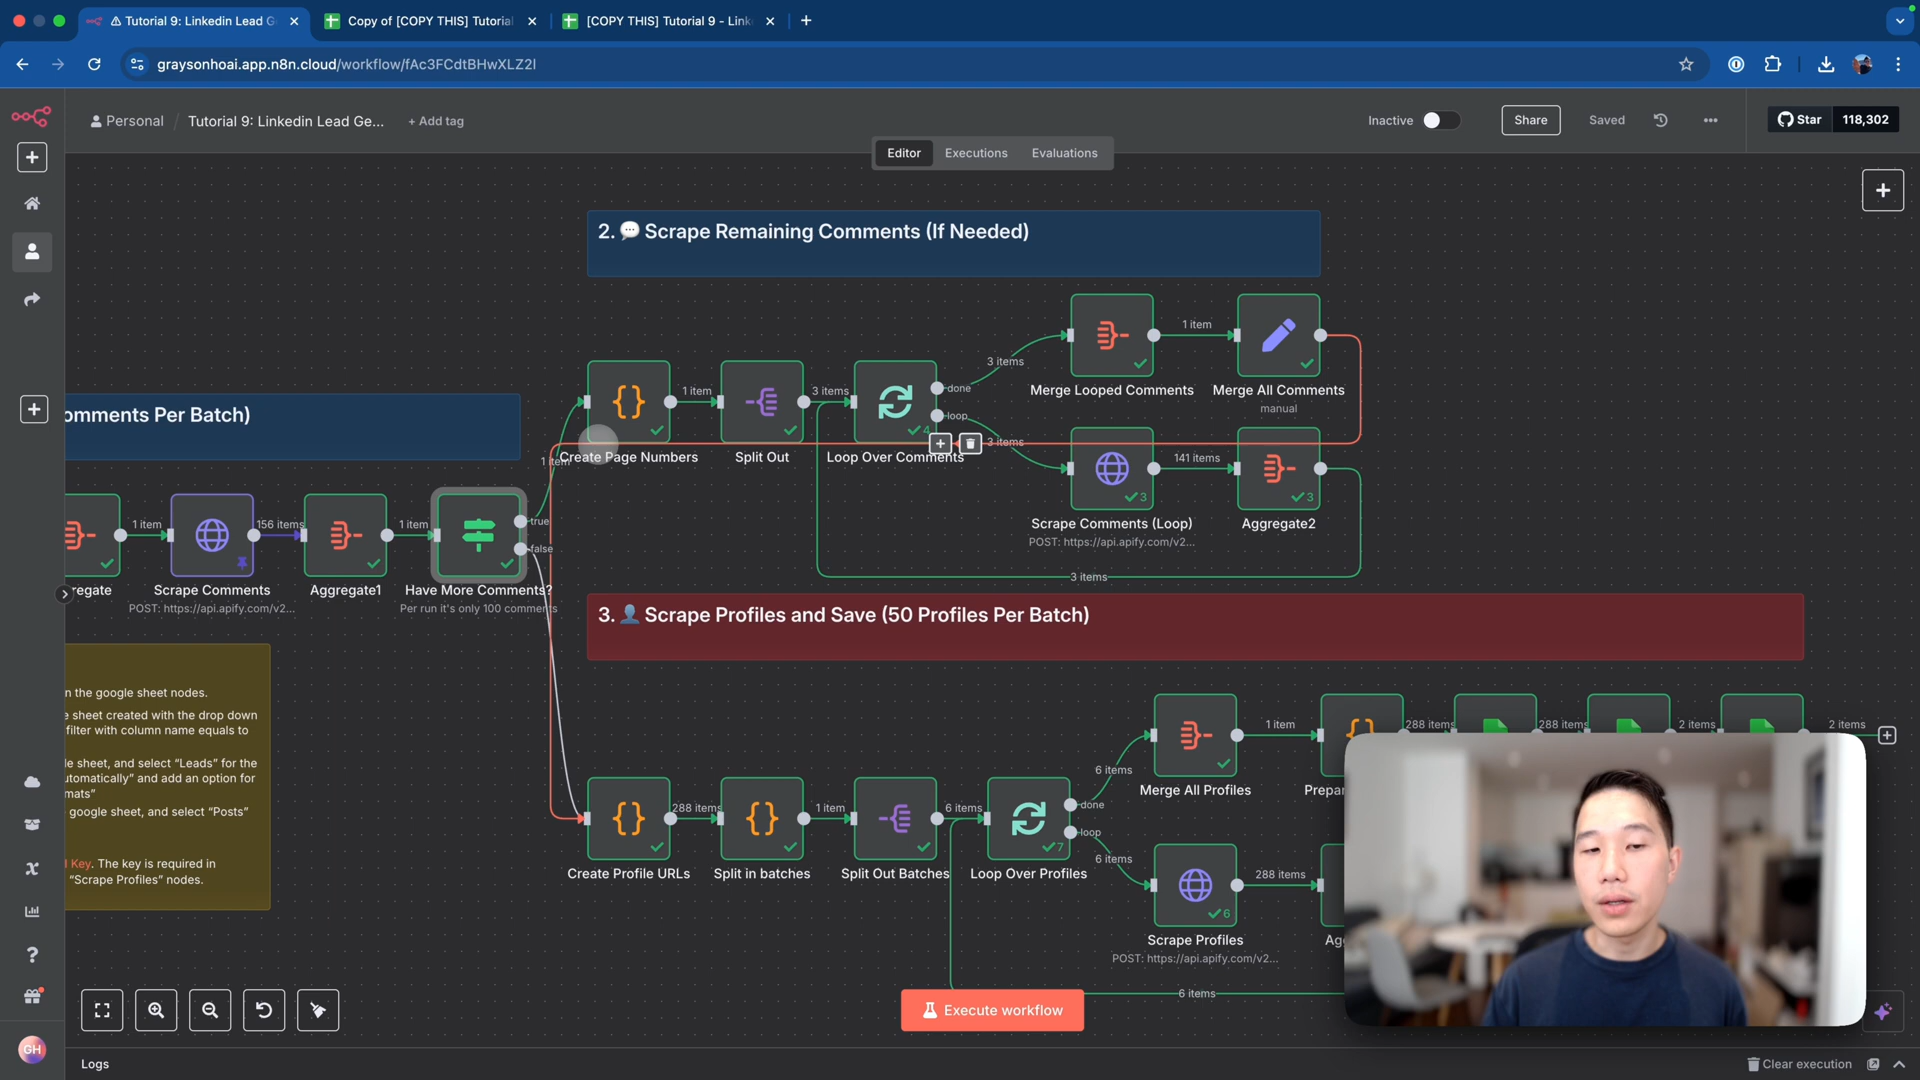 Tutorial 9: Linkedin Lead G
Copy of [COPY THIS] Tutorial
[COPY THIS] Tutorial 9 - Link
graysonhoai.app.n8n.cloud/workflow/fAc3FCdtBHwXLZ2l
Personal / Tutorial 9: Linkedin Lead Ge...
+ Add tag
Inactive
Share
Saved
Star
118,302
Editor
Executions
Evaluations
2. 💬 Scrape Remaining Comments (If Needed)
1 item
3 items
Merge Looped Comments
Merge All Comments
manual
1 item
3 items
done
loop
omments Per Batch)
3 items
1 item
Create Page Numbers
Split Out
Loop Over Comments
4
141 items
3
3
Scrape Comments (Loop)
POST: https://api.apify.com/v2...
Aggregate2
1 item
156 items
1 item
true
false
3 items
regate
Scrape Comments
POST: https://api.apify.com/v2...
Aggregate1
Have More Comments?
Per run it's only 100 comments
3. 👤 Scrape Profiles and Save (50 Profiles Per Batch)
n the google sheet nodes.
e sheet created with the drop down
filter with column name equals to
le sheet, and select “Leads” for the
utomatically” and add an option for
mats”
google sheet, and select “Posts”
Key. The key is required in
“Scrape Profiles” nodes.
1 item
288 items
288 items
2 items
2 items
6 items
Merge All Profiles
Prepar
288 items
1 item
6 items
done
loop
7
Create Profile URLs
Split in batches
Split Out Batches
Loop Over Profiles
6 items
288 items
6
Scrape Profiles
POST: https://api.apify.com/v2...
Ag
6 items
Execute workflow
GH
Logs
Clear execution